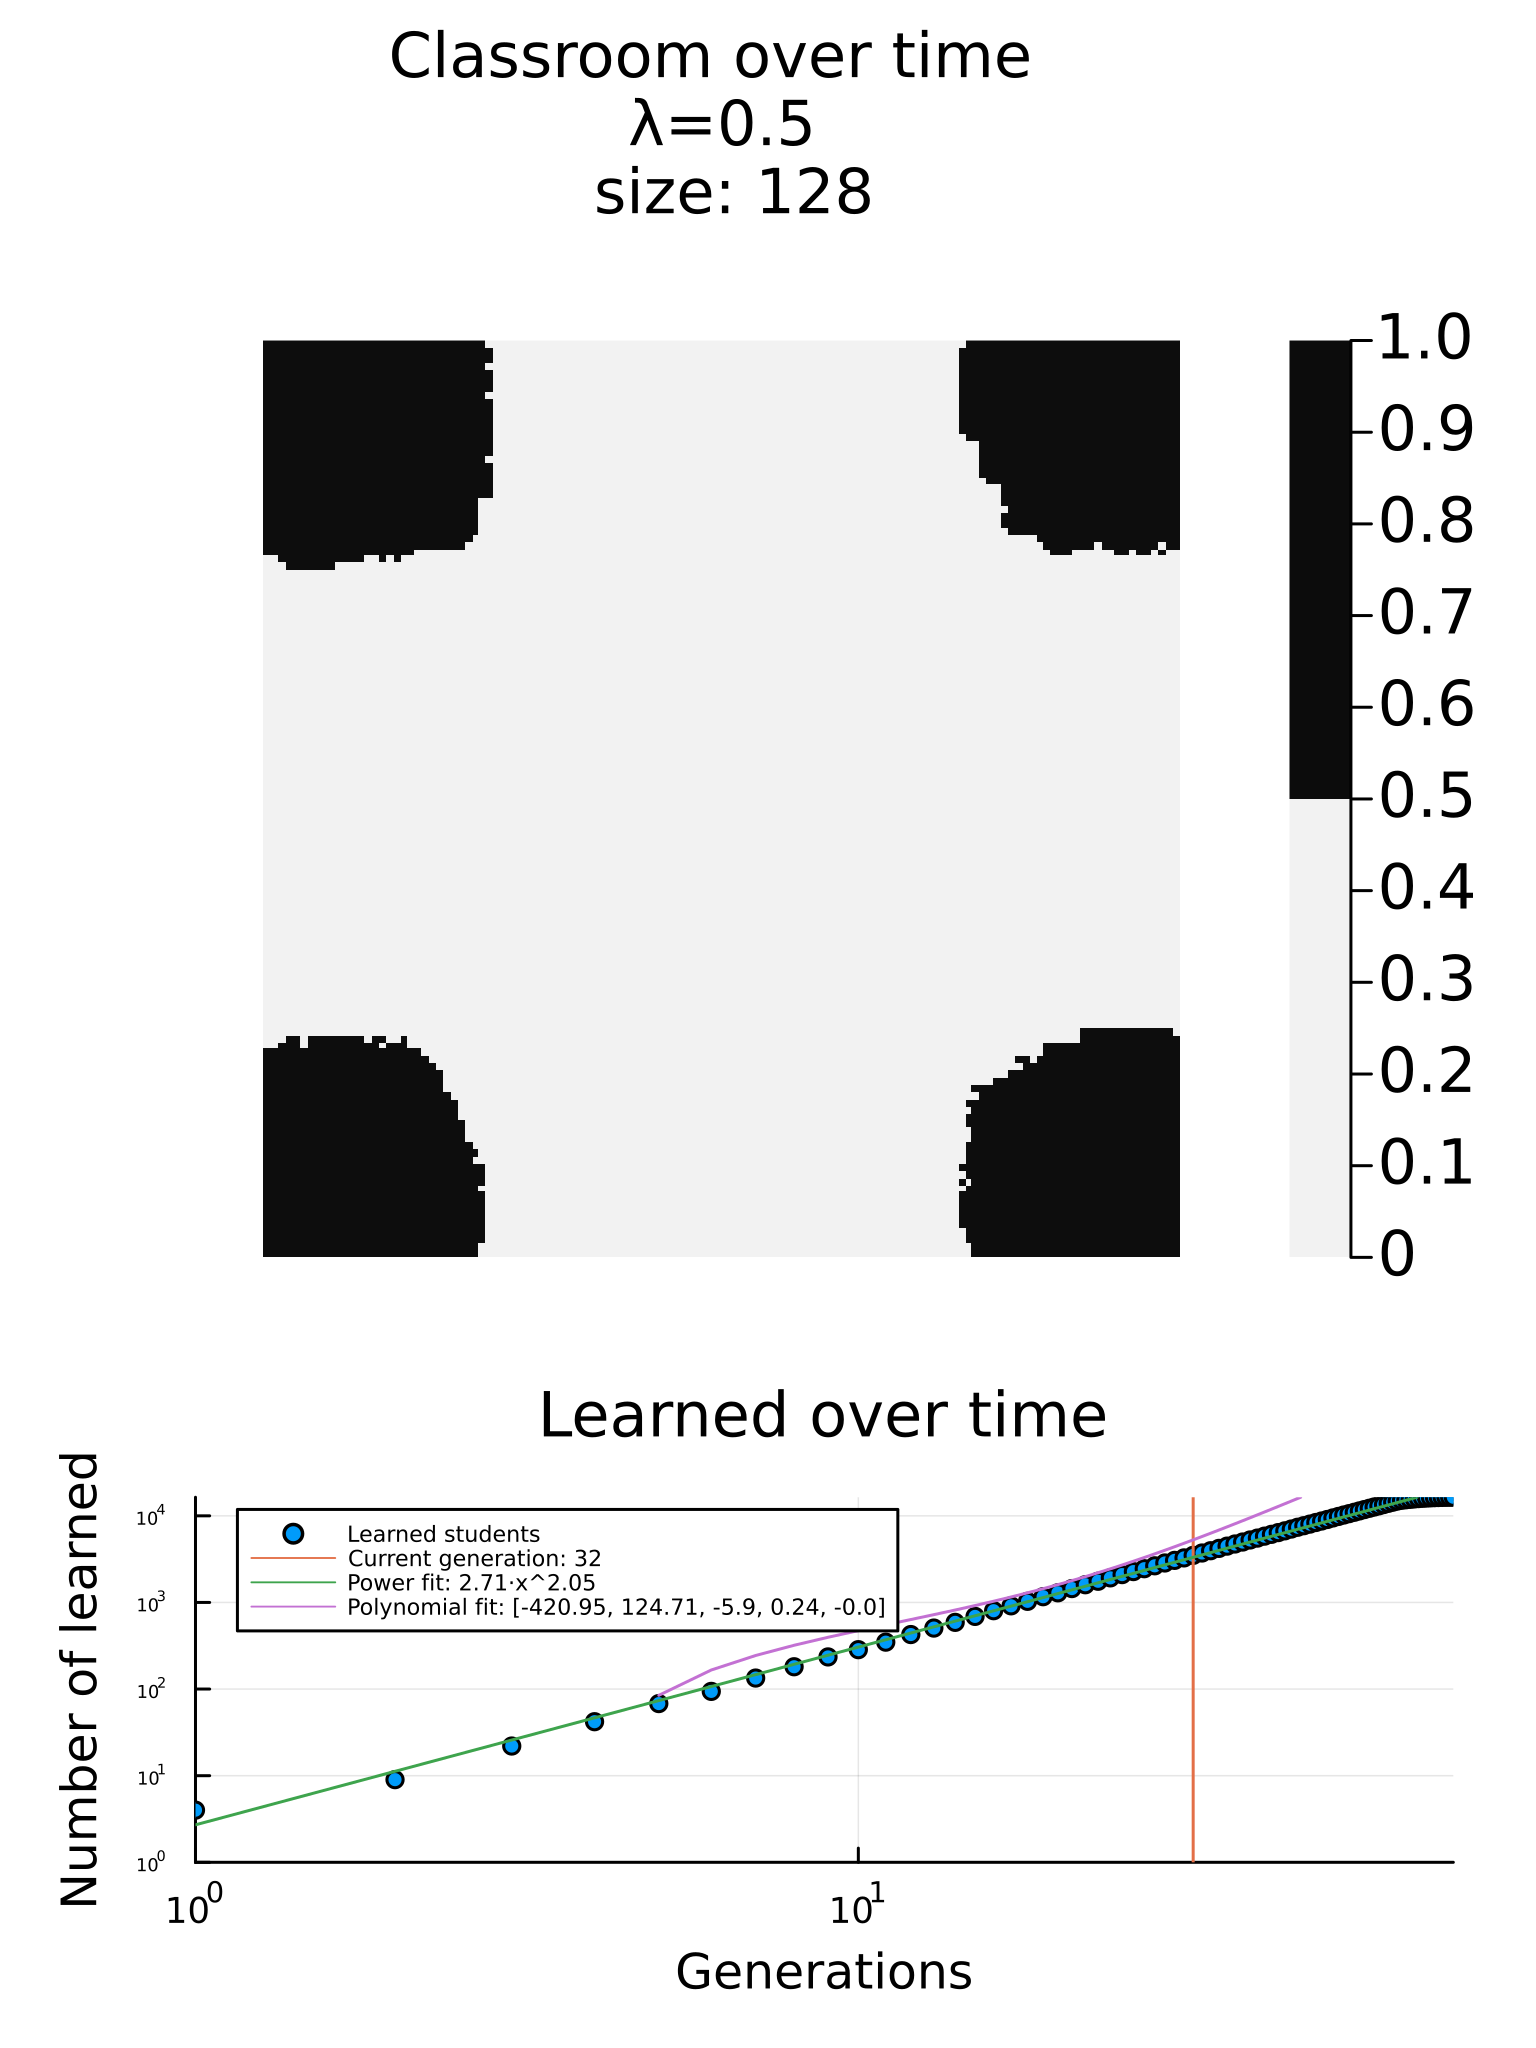 Classroom over time
λ=0.5
size: 128
1.0
0.9
0.8
0.7
0.6
0.5
0.4
0.3
0.2
0.1
0
Learned over time
Number of learned
10^4
10^3
10^2
10^1
10^0
Learned students
Current generation: 32
Power fit: 2.71·x^2.05
Polynomial fit: [-420.95, 124.71, -5.9, 0.24, -0.0]
10^0 10^1
Generations